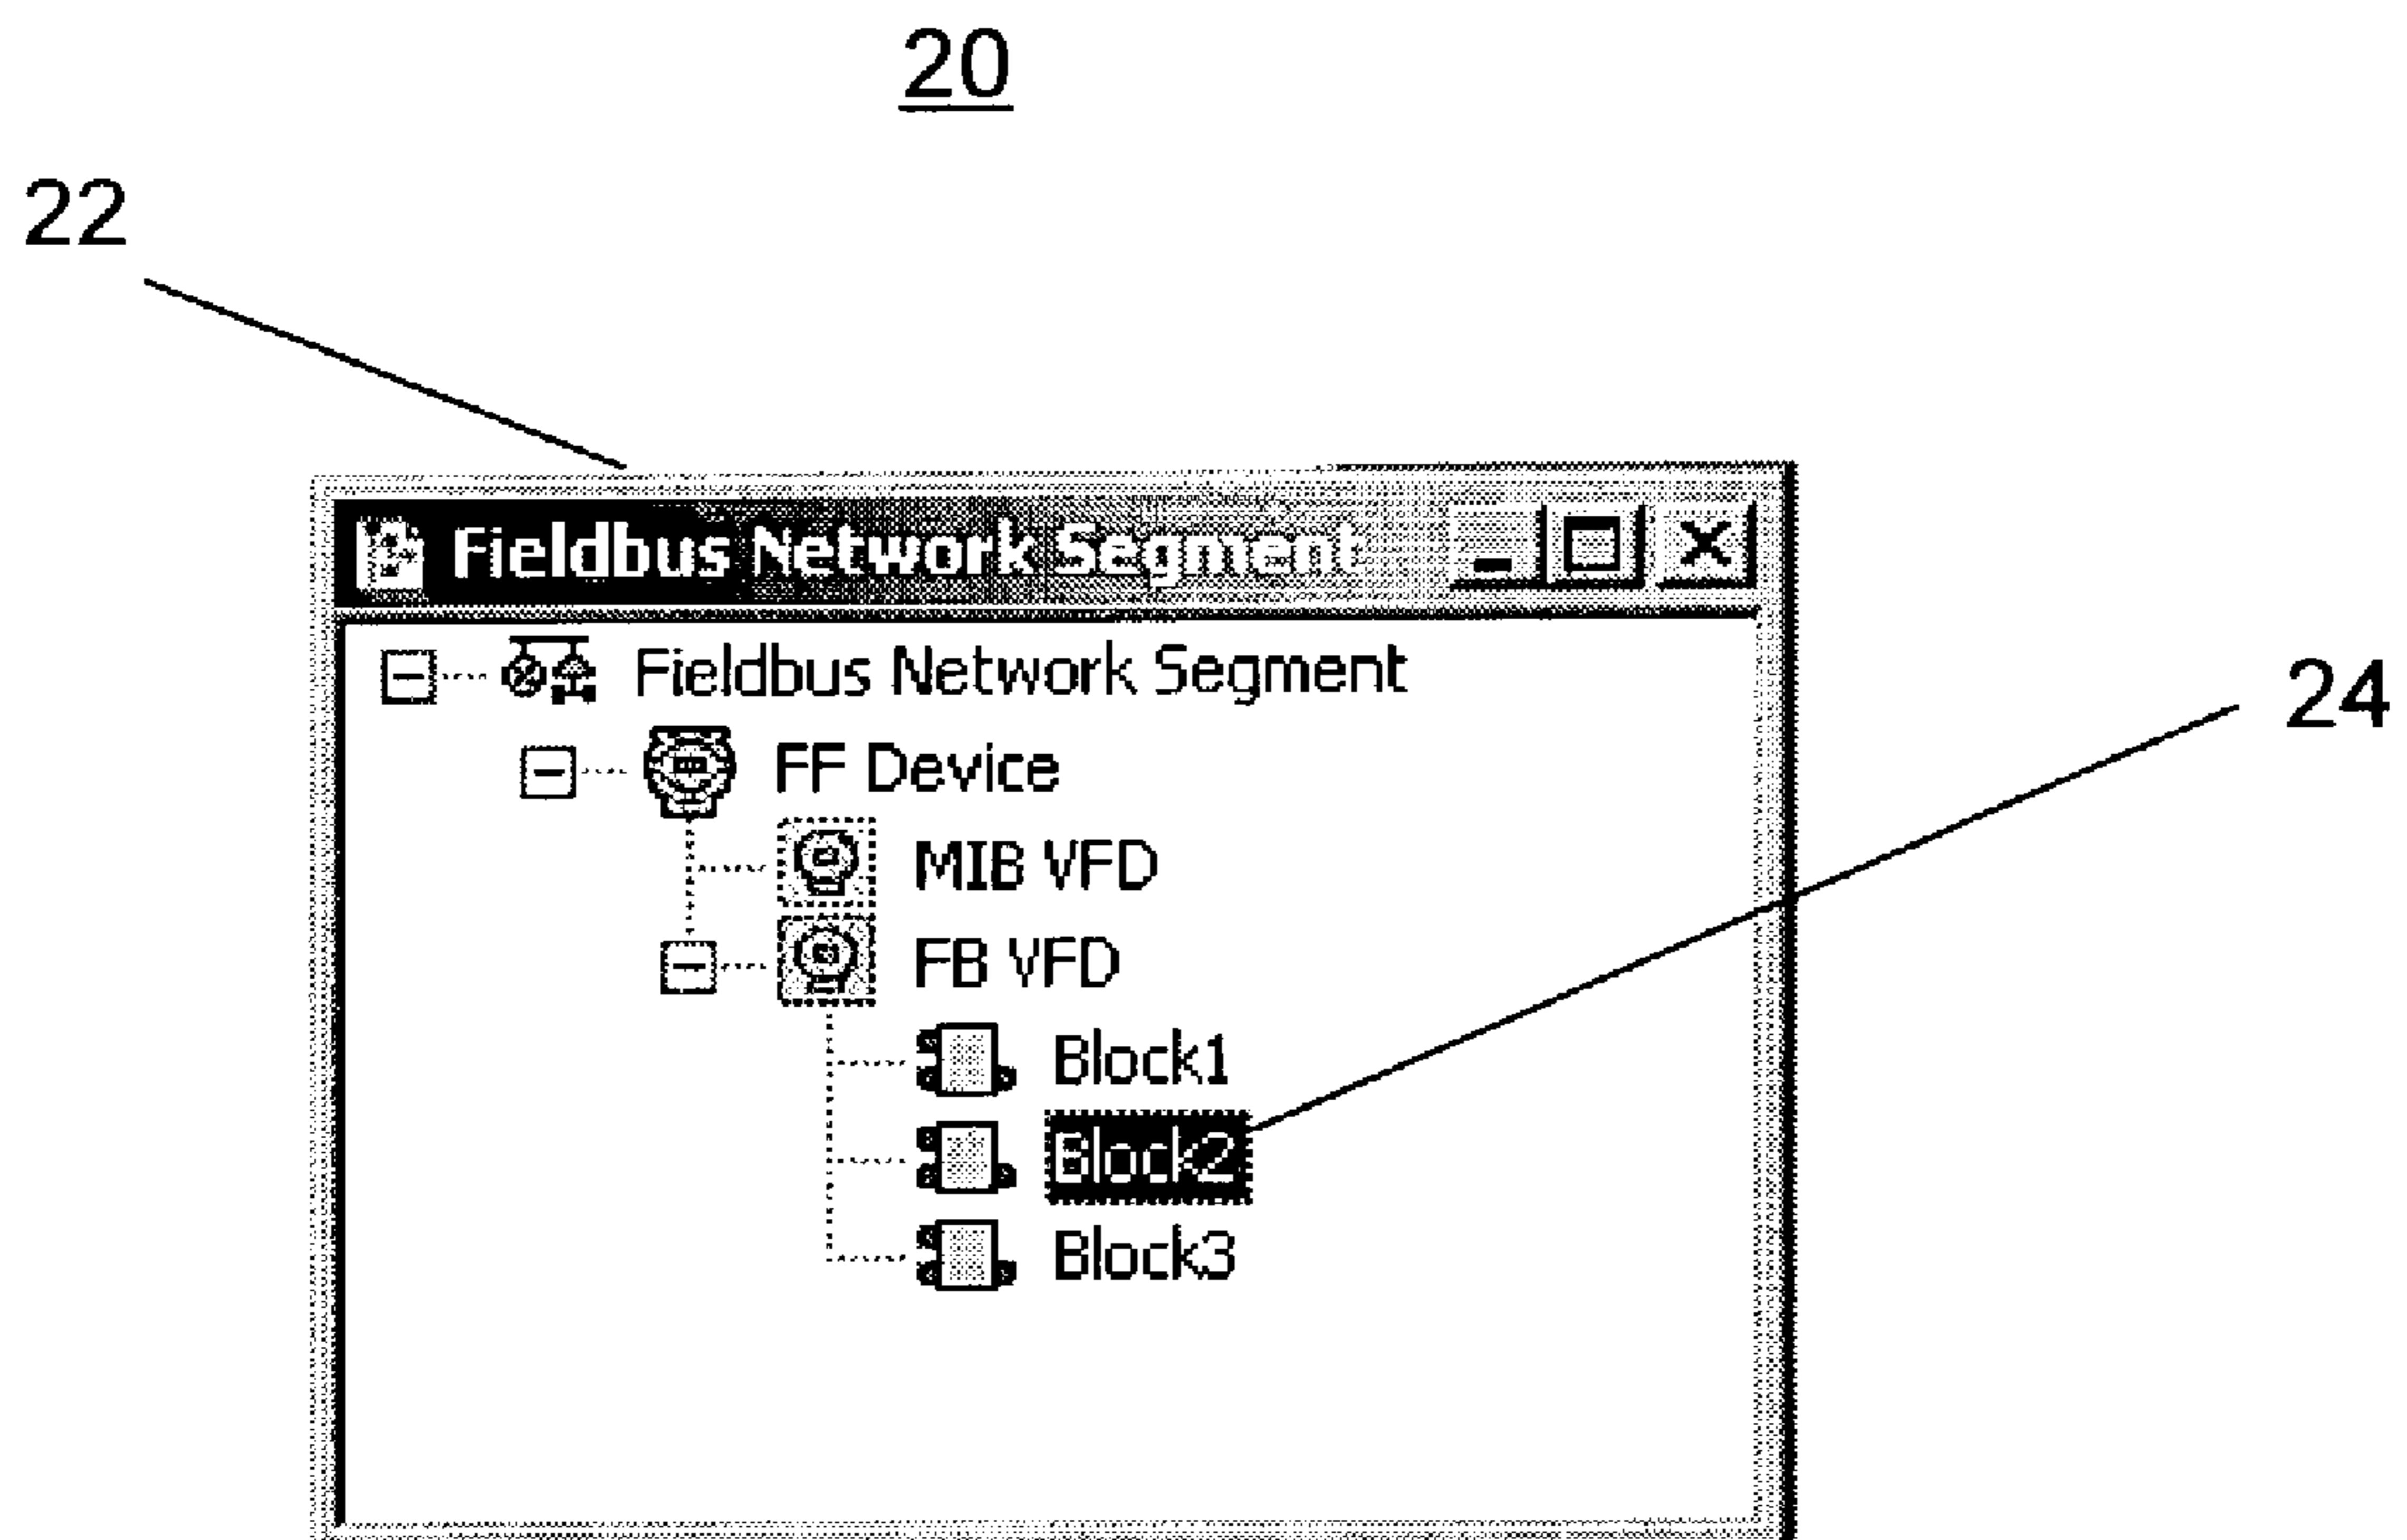 20
22
Fieldbus Network Segment
Fieldbus Network Segment
24
FF Device
MIB VFD
FB VFD
Block1
Block2
Block3